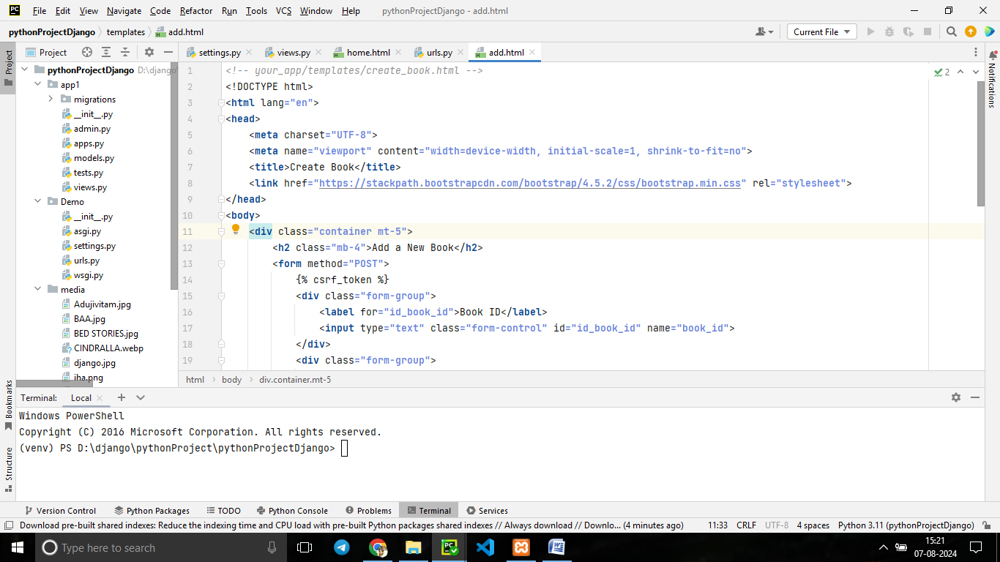 PC File Edit View Navigate Code Refactor Run Tools VCS Window Help pythonProjectDjango - add.html
pythonProjectDjango templates add.html Current File
Project
Project
settings.py views.py home.html urls.py add.html
pythonProjectDjango D:\django\
app1
migrations
__init__.py
admin.py
apps.py
models.py
tests.py
views.py
Demo
__init__.py
asgi.py
settings.py
urls.py
wsgi.py
media
Adujivitam.jpg
BAA.jpg
BED STORIES.jpg
CINDRALLA.webp
django.jpg
iha.png
1 <!-- your_app/templates/create_book.html -->
2 <!DOCTYPE html>
3 <html lang="en">
4 <head>
5 <meta charset="UTF-8">
6 <meta name="viewport" content="width=device-width, initial-scale=1, shrink-to-fit=no">
7 <title>Create Book</title>
8 <link href="https://stackpath.bootstrapcdn.com/bootstrap/4.5.2/css/bootstrap.min.css" rel="stylesheet">
9 </head>
10 <body>
11 <div class="container mt-5">
12 <h2 class="mb-4">Add a New Book</h2>
13 <form method="POST">
14 {% csrf_token %}
15 <div class="form-group">
16 <label for="id_book_id">Book ID</label>
17 <input type="text" class="form-control" id="id_book_id" name="book_id">
18 </div>
19 <div class="form-group">
2
Notifications
html body div.container.mt-5
Bookmarks
Structure
Terminal: Local
Windows PowerShell
Copyright (C) 2016 Microsoft Corporation. All rights reserved.
(venv) PS D:\django\pythonProject\pythonProjectDjango>
Version Control Python Packages TODO Python Console Problems Terminal Services
Download pre-built shared indexes: Reduce the indexing time and CPU load with pre-built Python packages shared indexes // Always download // Downlo... (4 minutes ago) 11:33 CRLF UTF-8 4 spaces Python 3.11 (pythonProjectDjango)
Type here to search
15:21
07-08-2024